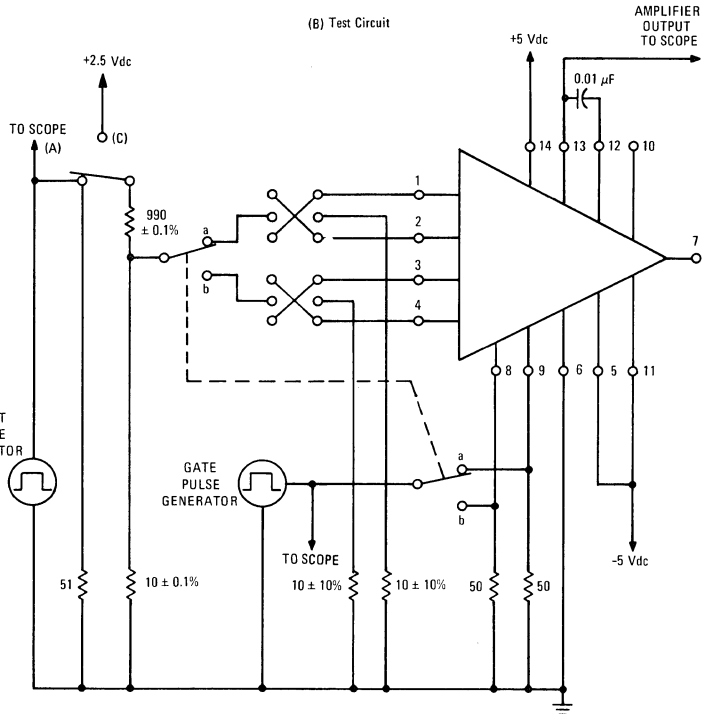 (B) Test Circuit
AMPLIFIER
OUTPUT
TO SCOPE
+5 Vdc
+2.5 Vdc
0.01 μF
TO SCOPE
(A)
(C)
14
13
12
10
990
± 0.1%
a
b
1
2
3
4
7
8
9
6
5
11
T
E
TOR
GATE
PULSE
GENERATOR
a
b
TO SCOPE
-5 Vdc
51
10 ± 0.1%
10 ± 10%
10 ± 10%
50
50